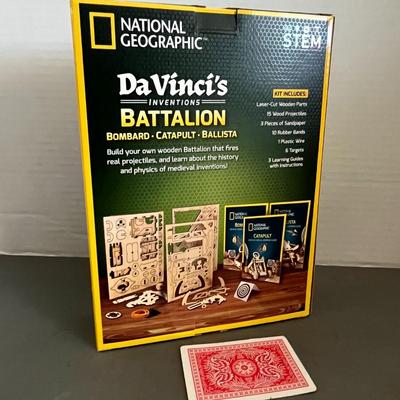 NATIONAL
GEOGRAPHIC™
STEM
DaVinci's
INVENTIONS
BATTALION
BOMBARD · CATAPULT · BALLISTA
Build your own wooden Battalion that fires
real projectiles, and learn about the history
and physics of medieval inventions!
KIT INCLUDES:
Laser-Cut Wooden Parts
15 Wood Projectiles
3 Pieces of Sandpaper
10 Rubber Bands
1 Plastic Wire
6 Targets
3 Learning Guides
with Instructions
NATIONAL
GEOGRAPHIC
CATAPULT